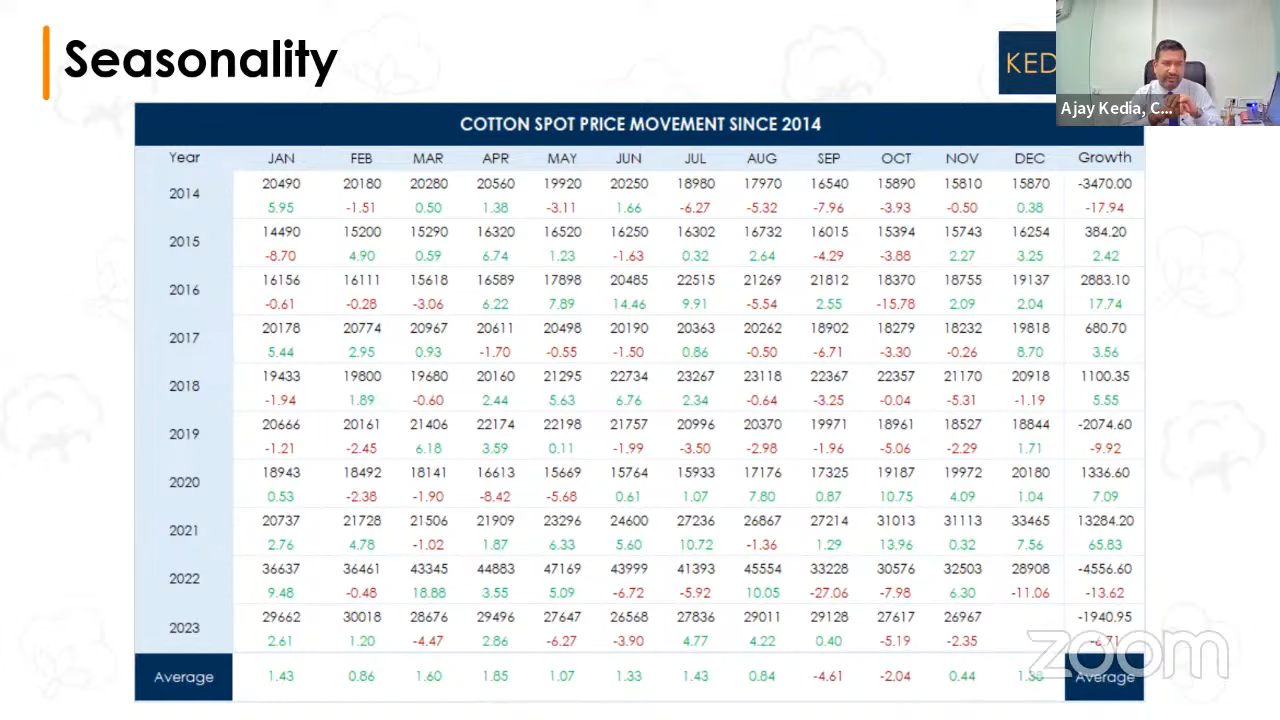 Seasonality
KED
Ajay Kedia, C...
COTTON SPOT PRICE MOVEMENT SINCE 2014
Year JAN FEB MAR APR MAY JUN JUL AUG SEP OCT NOV DEC Growth
2014
20490 20180 20280 20560 19920 20250 18980 17970 16540 15890 15810 15870 -3470.00
5.95 -1.51 0.50 1.38 -3.11 1.66 -6.27 -5.32 -7.96 -3.93 -0.50 0.38 -17.94
2015
14490 15200 15290 16320 16520 16250 16302 16732 16015 15394 15743 16254 384.20
-8.70 4.90 0.59 6.74 1.23 -1.63 0.32 2.64 -4.29 -3.88 2.27 3.25 2.42
2016
16156 16111 15618 16589 17898 20485 22515 21269 21812 18370 18755 19137 2883.10
-0.61 -0.28 -3.06 6.22 7.89 14.46 9.91 -5.54 2.55 -15.78 2.09 2.04 17.74
2017
20178 20774 20967 20611 20498 20190 20363 20262 18902 18279 18232 19818 680.70
5.44 2.95 0.93 -1.70 -0.55 -1.50 0.86 -0.50 -6.71 -3.30 -0.26 8.70 3.56
2018
19433 19800 19680 20160 21295 22734 23267 23118 22367 22357 21170 20918 1100.35
-1.94 1.89 -0.60 2.44 5.63 6.76 2.34 -0.64 -3.25 -0.04 -5.31 -1.19 5.55
2019
20666 20161 21406 22174 22198 21757 20996 20370 19971 18961 18527 18844 -2074.60
-1.21 -2.45 6.18 3.59 0.11 -1.99 -3.50 -2.98 -1.96 -5.06 -2.29 1.71 -9.92
2020
18943 18492 18141 16613 15669 15764 15933 17176 17325 19187 19972 20180 1336.60
0.53 -2.38 -1.90 -8.42 -5.68 0.61 1.07 7.80 0.87 10.75 4.09 1.04 7.09
2021
20737 21728 21506 21909 23296 24600 27236 26867 27214 31013 31113 33465 13284.20
2.76 4.78 -1.02 1.87 6.33 5.60 10.72 -1.36 1.29 13.96 0.32 7.56 65.83
2022
36637 36461 43345 44883 47169 43999 41393 45554 33228 30576 32503 28908 -4556.60
9.48 -0.48 18.88 3.55 5.09 -6.72 -5.92 10.05 -27.06 -7.98 6.30 -11.06 -13.62
2023
29662 30018 28676 29496 27647 26568 27836 29011 29128 27617 26967 -1940.95
2.61 1.20 -4.47 2.86 -6.27 -3.90 4.77 4.22 0.40 -5.19 -2.35
zoom
Average 1.43 0.86 1.60 1.85 1.07 1.33 1.43 0.84 -4.61 -2.04 0.44 Average